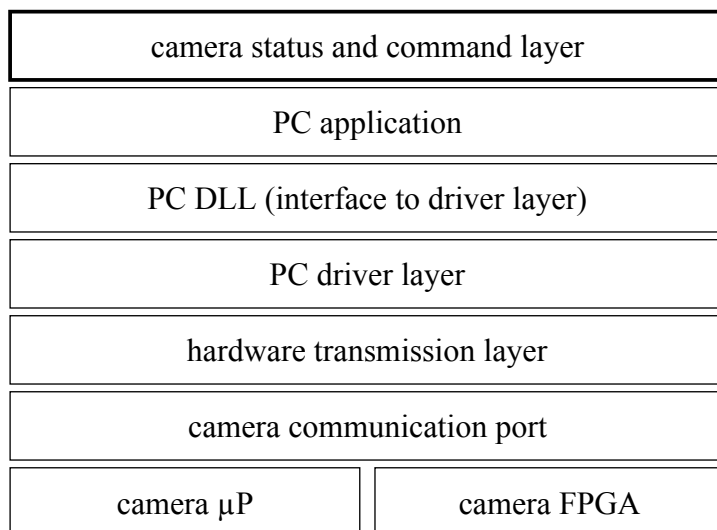 camera status and command layer
PC application
PC DLL (interface to driver layer)
PC driver layer
hardware transmission layer
camera communication port
camera µP
camera FPGA